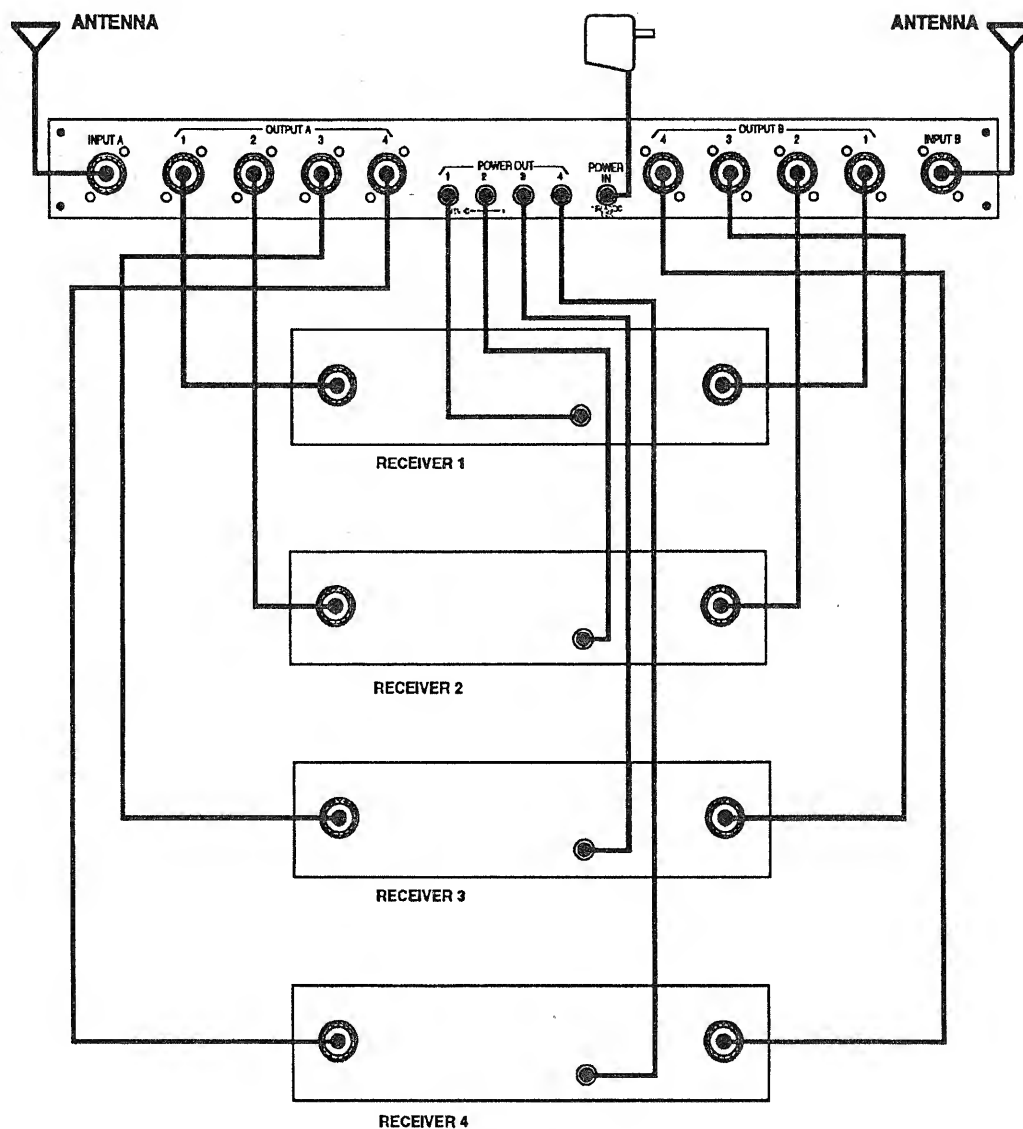 ANTENNA
ANTENNA
INPUT A
OUTPUT A
1 2 3 4
POWER OUT
1 2 3 4
POWER
IN
OUTPUT B
4 3 2 1
INPUT B
RECEIVER 1
RECEIVER 2
RECEIVER 3
RECEIVER 4